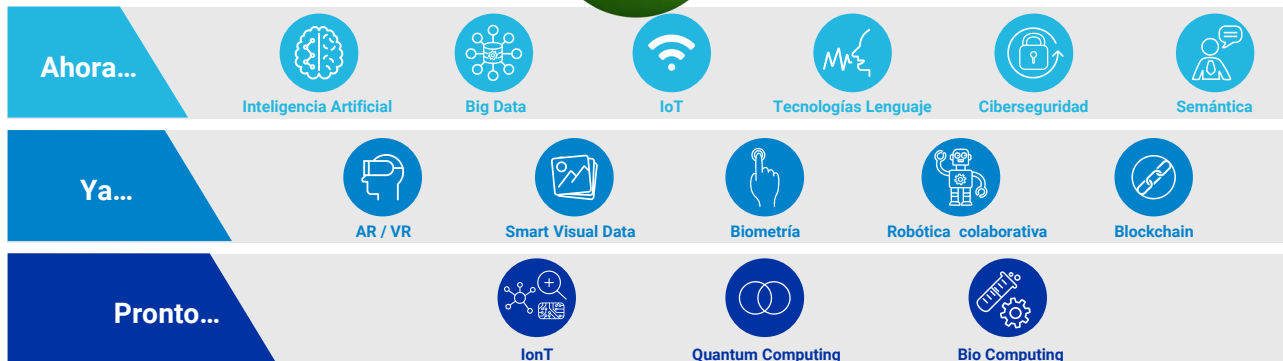 Ahora...
Inteligencia Artificial
Big Data
IoT
Tecnologías Lenguaje
Ciberseguridad
Semántica
Ya...
AR / VR
Smart Visual Data
Biometría
Robótica colaborativa
Blockchain
Pronto...
IonT
Quantum Computing
Bio Computing